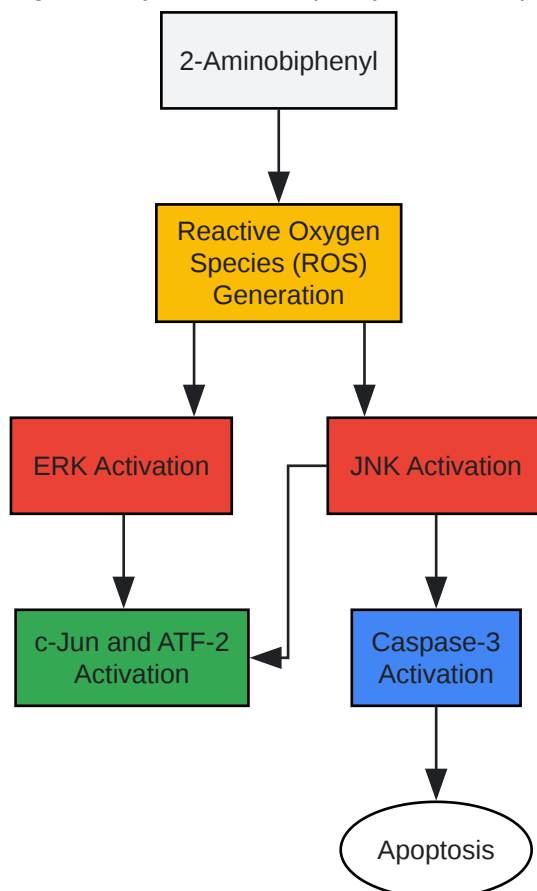 2-Aminobiphenyl
Reactive Oxygen
Species (ROS)
Generation
ERK Activation
JNK Activation
c-Jun and ATF-2
Activation
Caspase-3
Activation
Apoptosis